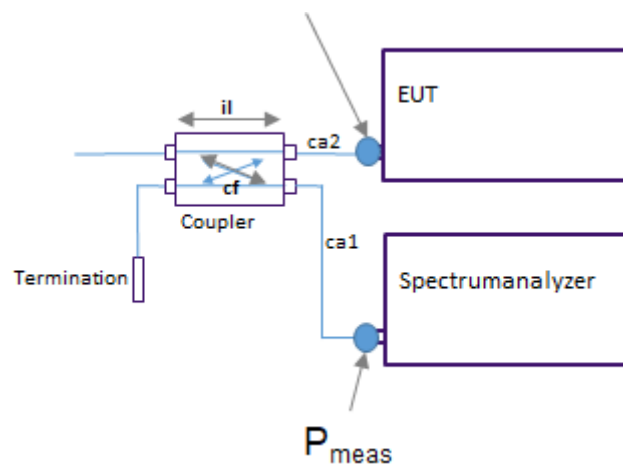 il
EUT
ca2
cf
Coupler
ca1
Termination
Spectrumanalyzer
Pmeas